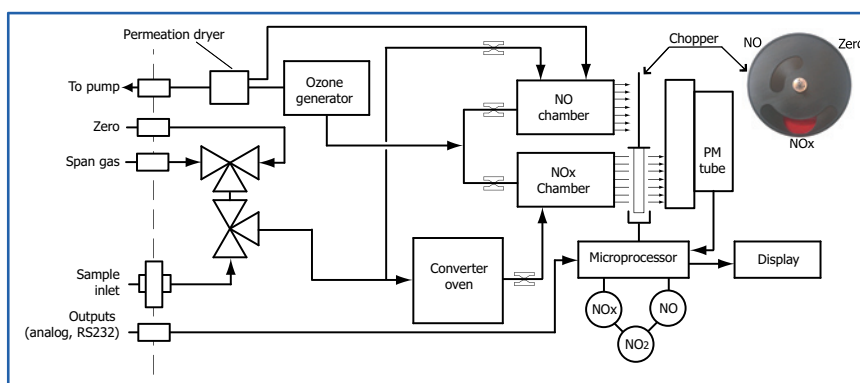 Permeation dryer
To pump
Ozone
generator
Zero
Span gas
Sample
inlet
Outputs
(analog, RS232)
Converter
oven
NO
chamber
NOx
Chamber
Chopper
NO
Zero
NOx
PM
tube
Microprocessor
Display
NOx
NO
NO2